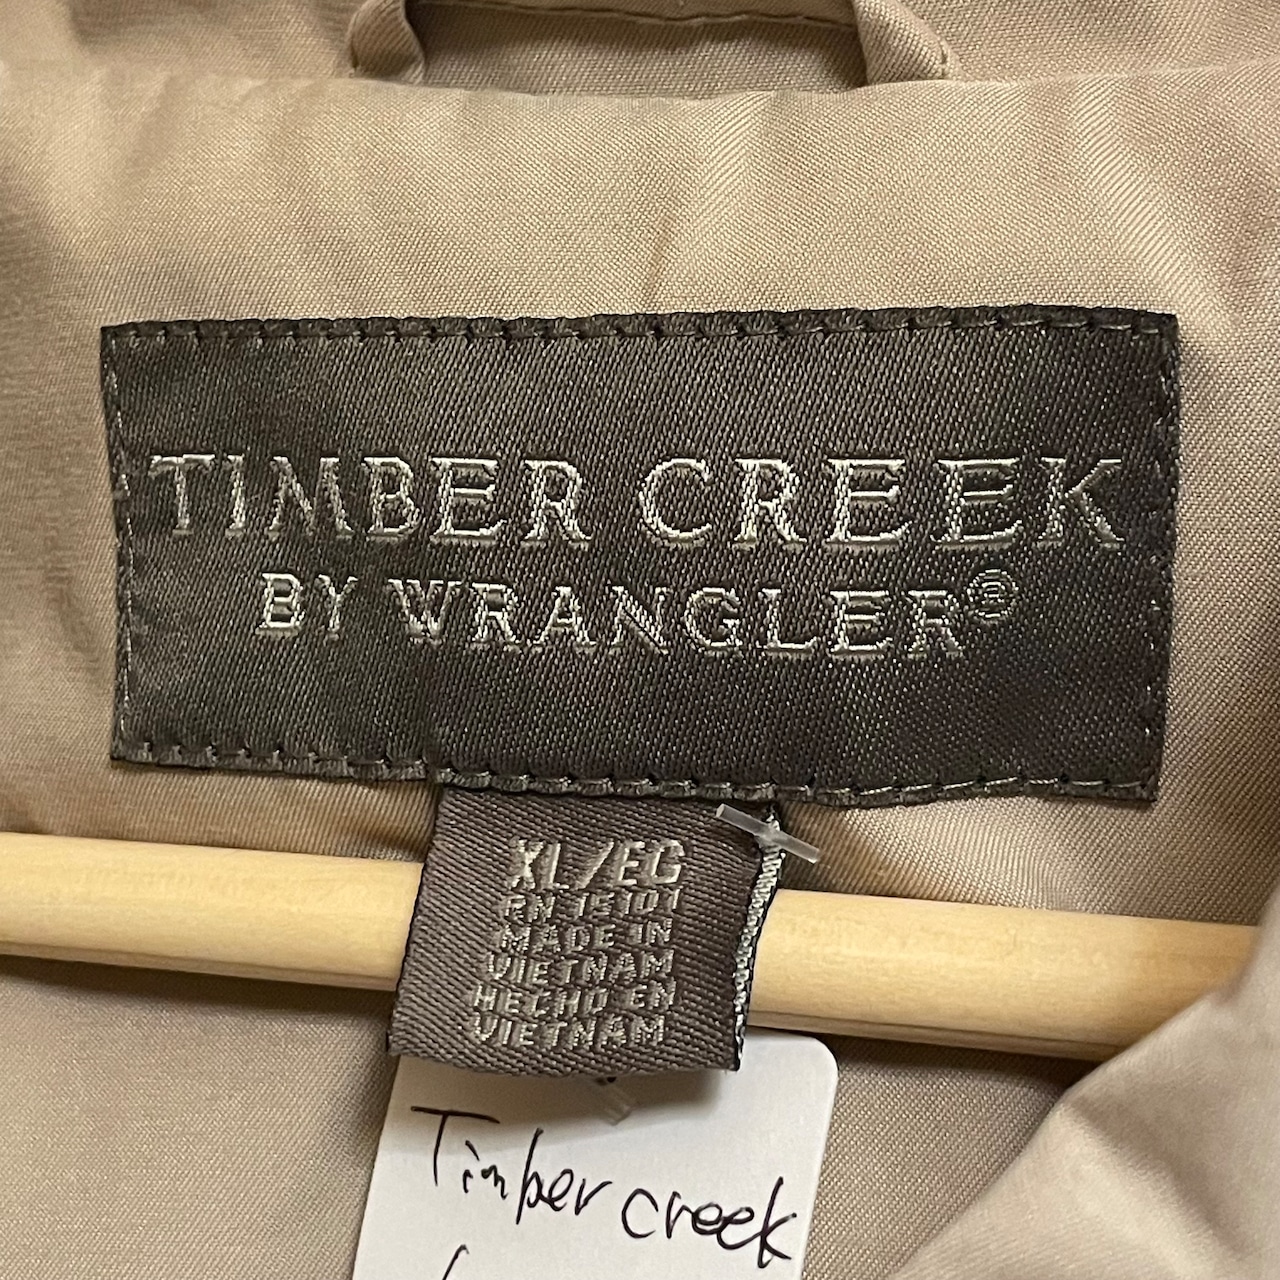 TIMBER CREEK
BY WRANGLER®
XL/EG
RN 15101
MADE IN
VIETNAM
HECHO EN
VIETNAM
Timber creek